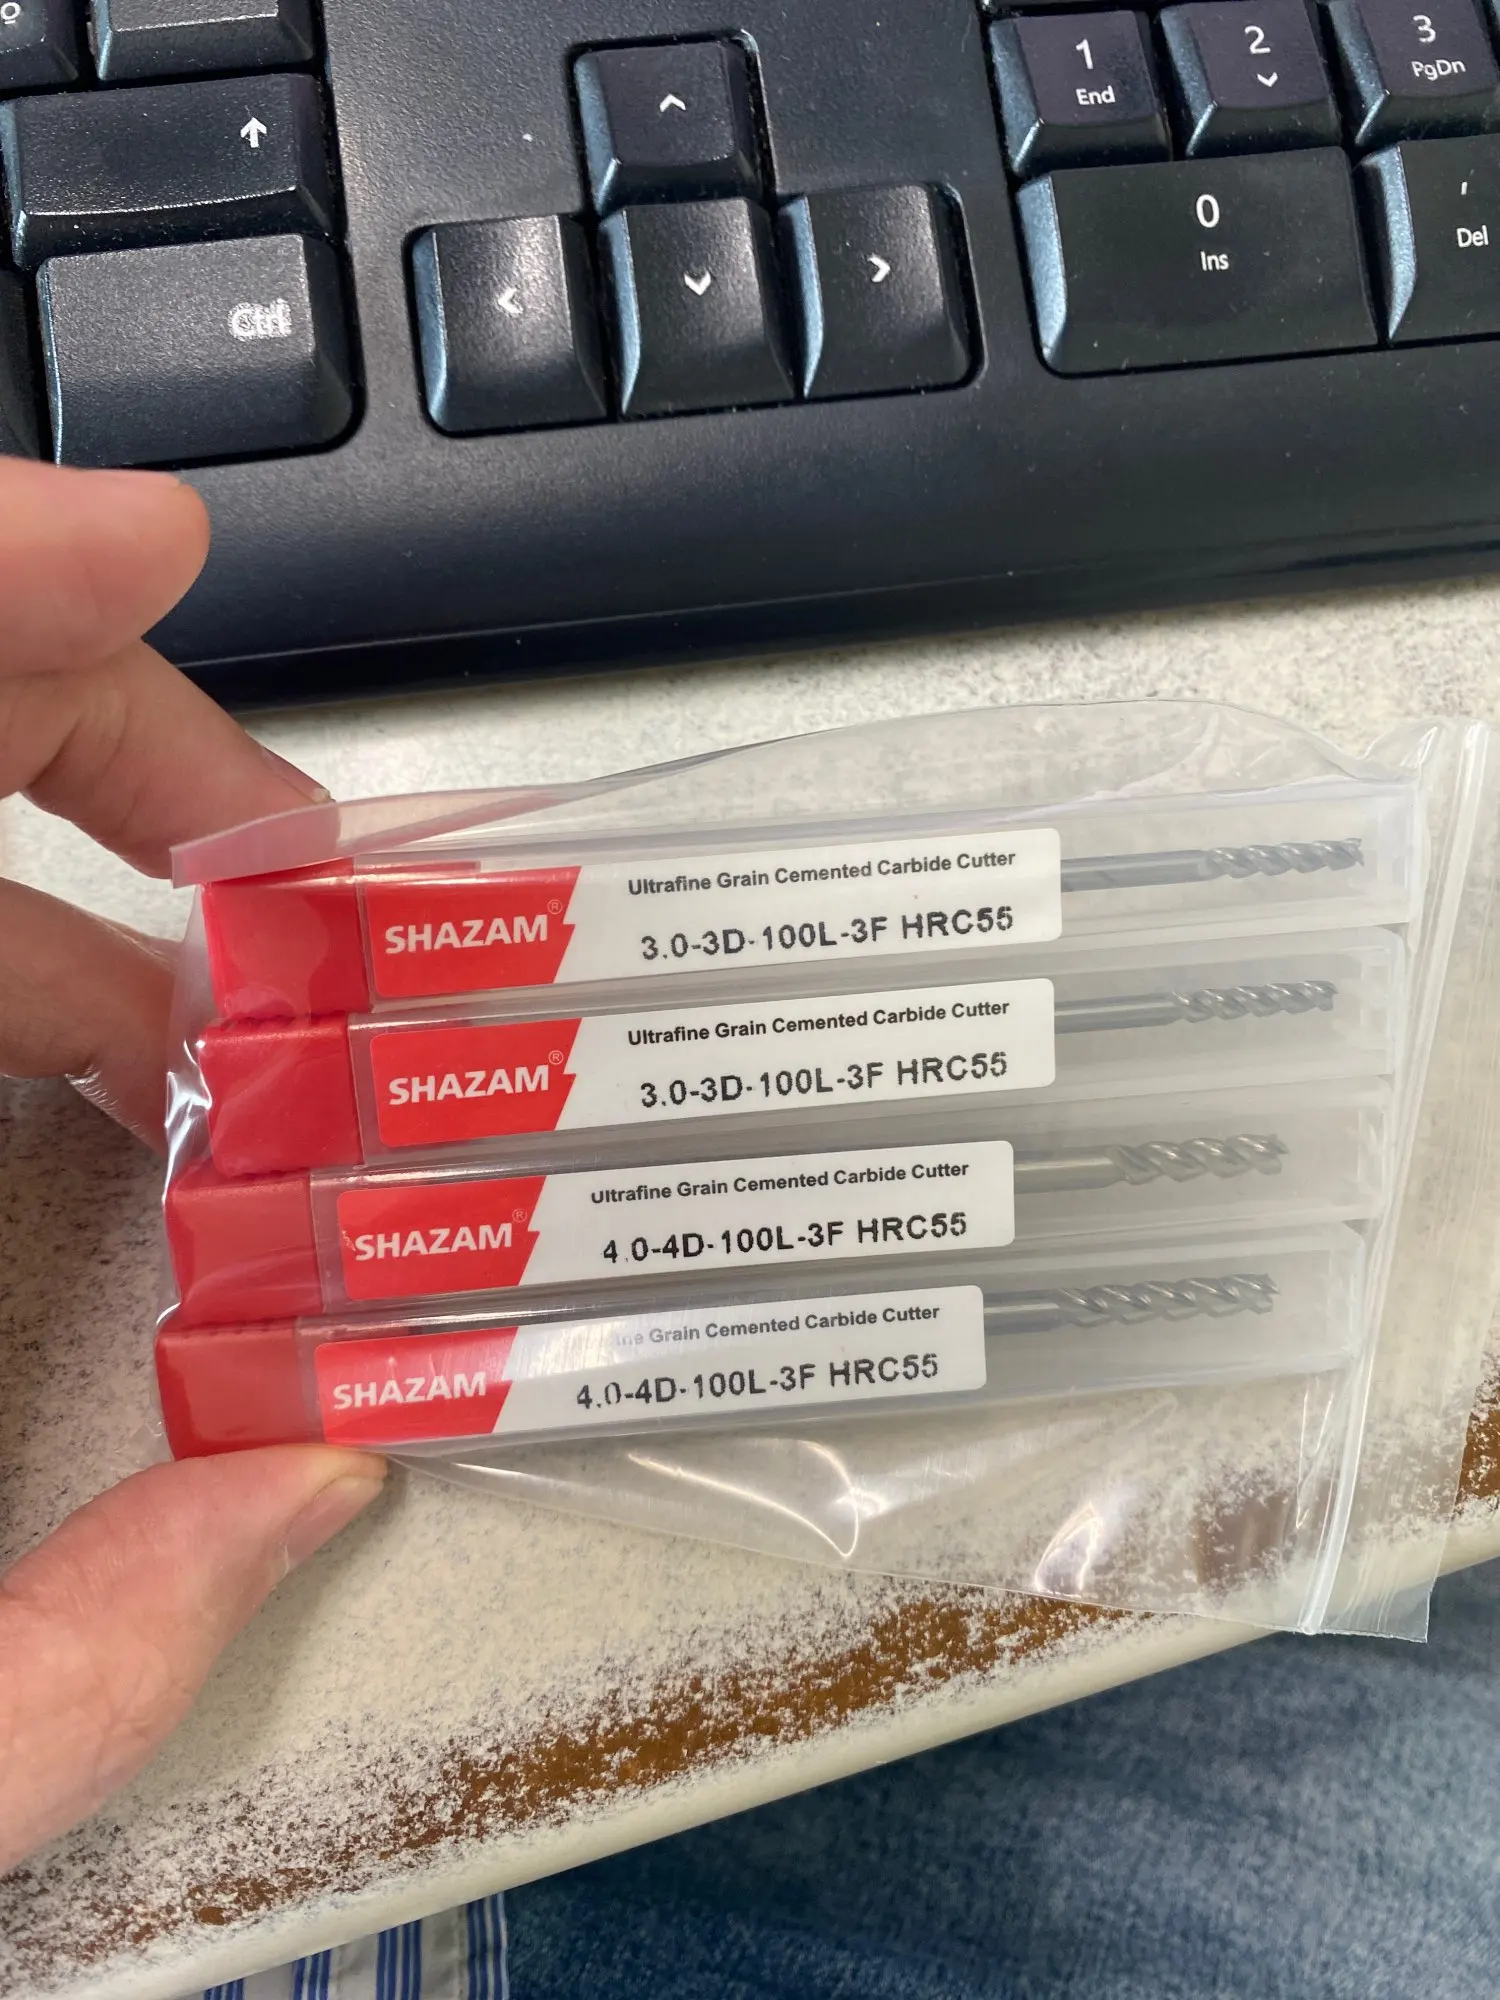 º
↑
Ctrl
^
<
˅
>
1
End
2
˅
3
PgDn
0
Ins
,
Del
SHAZAM®
Ultrafine Grain Cemented Carbide Cutter
3.0-3D-100L-3F HRC55
SHAZAM®
Ultrafine Grain Cemented Carbide Cutter
3.0-3D-100L-3F HRC55
SHAZAM®
Ultrafine Grain Cemented Carbide Cutter
4.0-4D-100L-3F HRC55
SHAZAM
ine Grain Cemented Carbide Cutter
4.0-4D-100L-3F HRC55